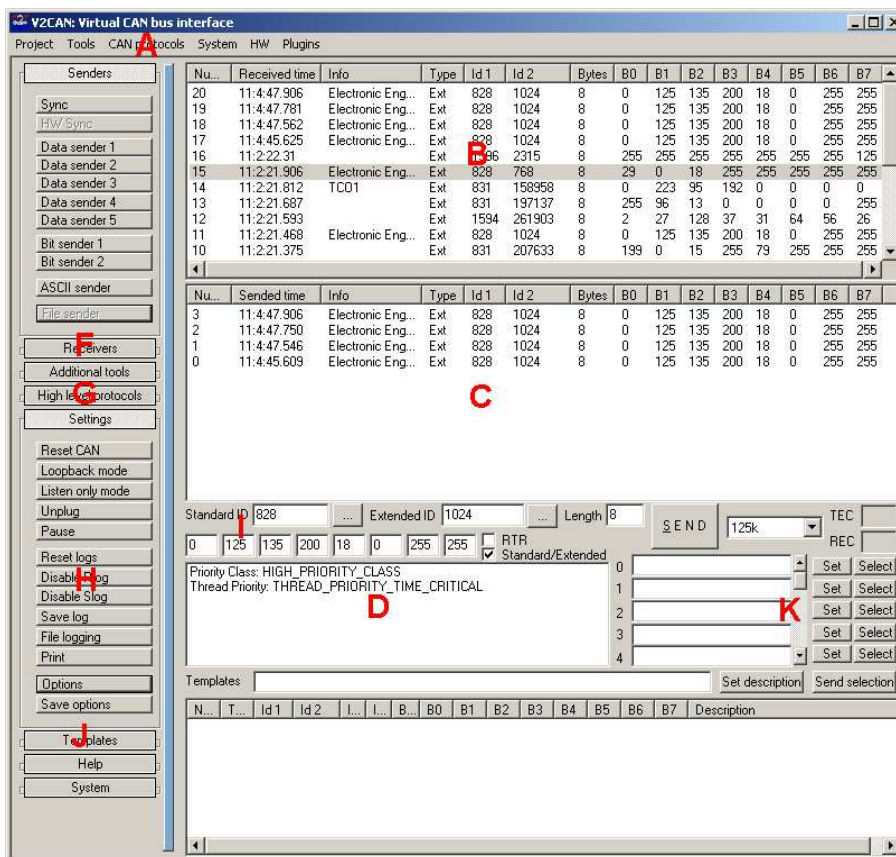 V2CAN: Virtual CAN bus interface
Project Tools CAN protocols System HW Plugins
A
Senders
Sync
HW Sync
Data sender 1
Data sender 2
Data sender 3
Data sender 4
Data sender 5
Bit sender 1
Bit sender 2
ASCII sender
File sender
F
Receivers
Additional tools
G
High level protocols
Settings
Reset CAN
Loopback mode
Listen only mode
Unplug
Pause
Reset logs
H
Disable Rlog
Disable Slog
Save log
File logging
Print
Options
Save options
J
Templates
Help
System
Nu... Received time Info Type Id 1 Id 2 Bytes B0 B1 B2 B3 B4 B5 B6 B7
20 11:4:47.906 Electronic Eng... Ext 828 1024 8 0 125 135 200 18 0 255 255
19 11:4:47.781 Electronic Eng... Ext 828 1024 8 0 125 135 200 18 0 255 255
18 11:4:47.562 Electronic Eng... Ext 828 1024 8 0 125 135 200 18 0 255 255
17 11:4:45.625 Electronic Eng... Ext 828 1024 8 0 125 135 200 18 0 255 255
B
16 11:2:22.31 Ext 2315 8 255 255 255 255 255 255 255 125
15 11:2:21.906 Electronic Eng... Ext 828 768 8 29 0 18 255 255 255 255 255
14 11:2:21.812 TCO1 Ext 831 158958 8 0 223 95 192 0 0 0 0
13 11:2:21.687 Ext 831 197137 8 255 96 13 0 0 0 0 255
12 11:2:21.593 Ext 1594 261903 8 2 27 128 37 31 64 56 26
11 11:2:21.468 Electronic Eng... Ext 828 1024 8 0 125 135 200 18 0 255 255
10 11:2:21.375 Ext 831 207633 8 199 0 15 255 79 255 255 255
Nu... Sended time Info Type Id 1 Id 2 Bytes B0 B1 B2 B3 B4 B5 B6 B7
3 11:4:47.906 Electronic Eng... Ext 828 1024 8 0 125 135 200 18 0 255 255
2 11:4:47.750 Electronic Eng... Ext 828 1024 8 0 125 135 200 18 0 255 255
1 11:4:47.546 Electronic Eng... Ext 828 1024 8 0 125 135 200 18 0 255 255
0 11:4:45.609 Electronic Eng... Ext 828 1024 8 0 125 135 200 18 0 255 255
C
Standard ID 828 ... Extended ID 1024 ... Length 8 SEND 125k TEC
REC
I
0 125 135 200 18 0 255 255 RTR
Standard/Extended
Priority Class: HIGH_PRIORITY_CLASS
Thread Priority: THREAD_PRIORITY_TIME_CRITICAL
D
0 Set Select
1 Set Select
2 Set Select
K
3 Set Select
4 Set Select
Templates Set description Send selection
N... T... Id 1 Id 2 I... I... B... B0 B1 B2 B3 B4 B5 B6 B7 Description